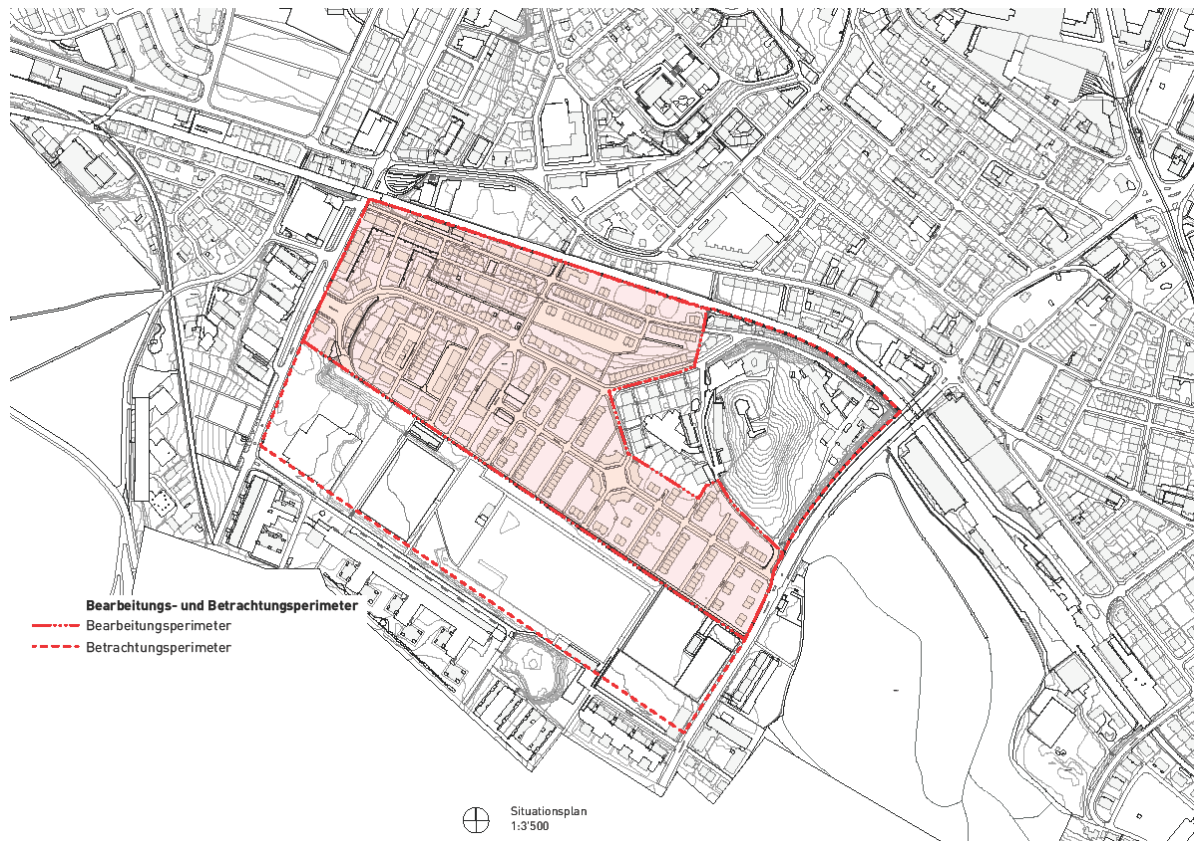 Bearbeitungs- und Betrachtungsperimeter
Bearbeitungsperimeter
Betrachtungsperimeter
Situationsplan
1:3'500